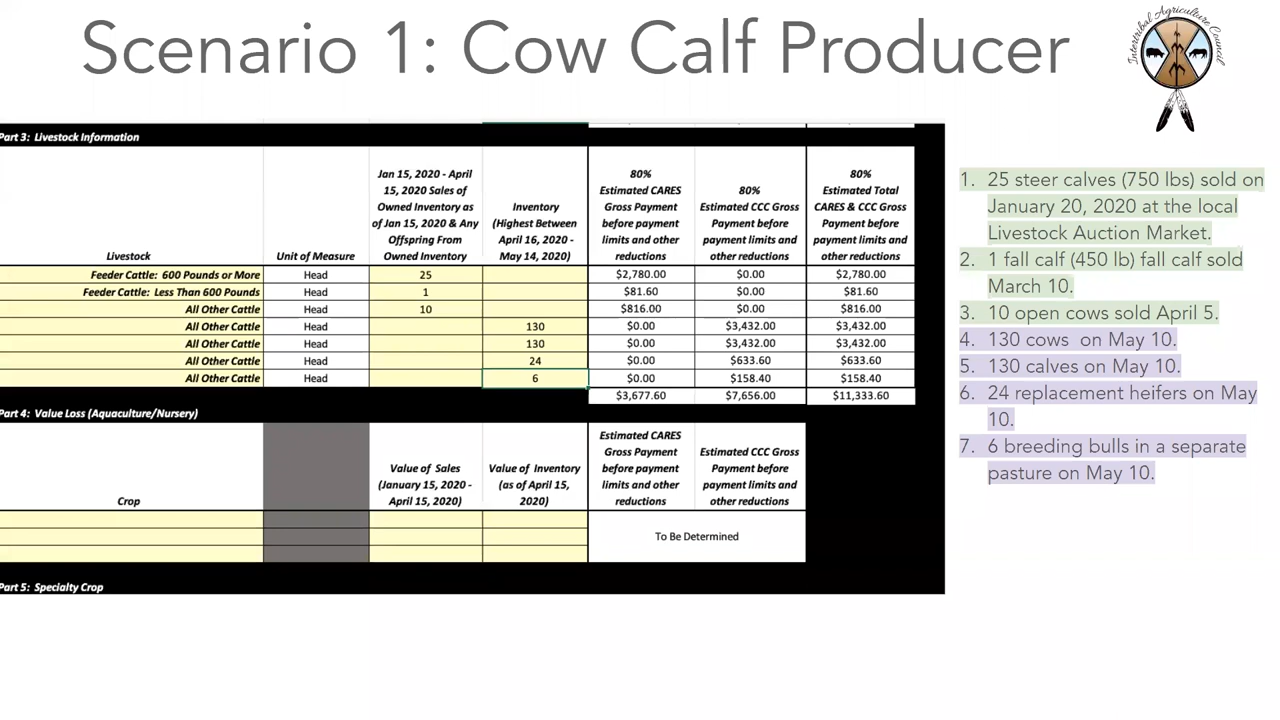 Scenario 1: Cow Calf Producer
Intertribal Agriculture Council
Part 3: Livestock Information
Livestock
Unit of Measure
Jan 15, 2020 - April
15, 2020 Sales of
Owned Inventory as
of Jan 15, 2020 & Any
Offspring From
Owned Inventory
Inventory
(Highest Between
April 16, 2020 -
May 14, 2020)
80%
Estimated CARES
Gross Payment
before payment
limits and other
reductions
80%
Estimated CCC Gross
Payment before
payment limits and
other reductions
80%
Estimated Total
CARES & CCC Gross
Payment before
payment limits and
other reductions
Feeder Cattle: 600 Pounds or More Head 25 $2,780.00 $0.00 $2,780.00
Feeder Cattle: Less Than 600 Pounds Head 1 $81.60 $0.00 $81.60
All Other Cattle Head 10 $816.00 $0.00 $816.00
All Other Cattle Head 130 $0.00 $3,432.00 $3,432.00
All Other Cattle Head 130 $0.00 $3,432.00 $3,432.00
All Other Cattle Head 24 $0.00 $633.60 $633.60
All Other Cattle Head 6 $0.00 $158.40 $158.40
$3,677.60 $7,656.00 $11,333.60
Part 4: Value Loss (Aquaculture/Nursery)
Crop
Value of Sales
(January 15, 2020 -
April 15, 2020)
Value of Inventory
(as of April 15,
2020)
Estimated CARES
Gross Payment
before payment
limits and other
reductions
Estimated CCC Gross
Payment before
payment limits and
other reductions
To Be Determined
Part 5: Specialty Crop
1. 25 steer calves (750 lbs) sold on
January 20, 2020 at the local
Livestock Auction Market.
2. 1 fall calf (450 lb) fall calf sold
March 10.
3. 10 open cows sold April 5.
4. 130 cows on May 10.
5. 130 calves on May 10.
6. 24 replacement heifers on May
10.
7. 6 breeding bulls in a separate
pasture on May 10.